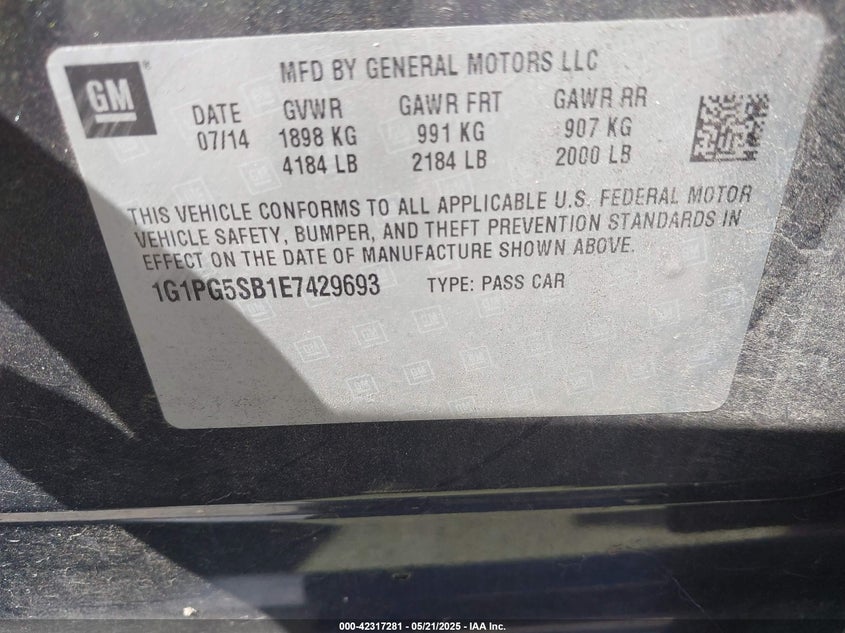 GM
®
MFD BY GENERAL MOTORS LLC
DATE GVWR GAWR FRT GAWR RR
07/14 1898 KG 991 KG 907 KG
4184 LB 2184 LB 2000 LB
THIS VEHICLE CONFORMS TO ALL APPLICABLE U.S. FEDERAL MOTOR
VEHICLE SAFETY, BUMPER, AND THEFT PREVENTION STANDARDS IN
EFFECT ON THE DATE OF MANUFACTURE SHOWN ABOVE.
1G1PG5SB1E7429693 TYPE: PASS CAR
000-42317281 - 05/21/2025 - IAA Inc.